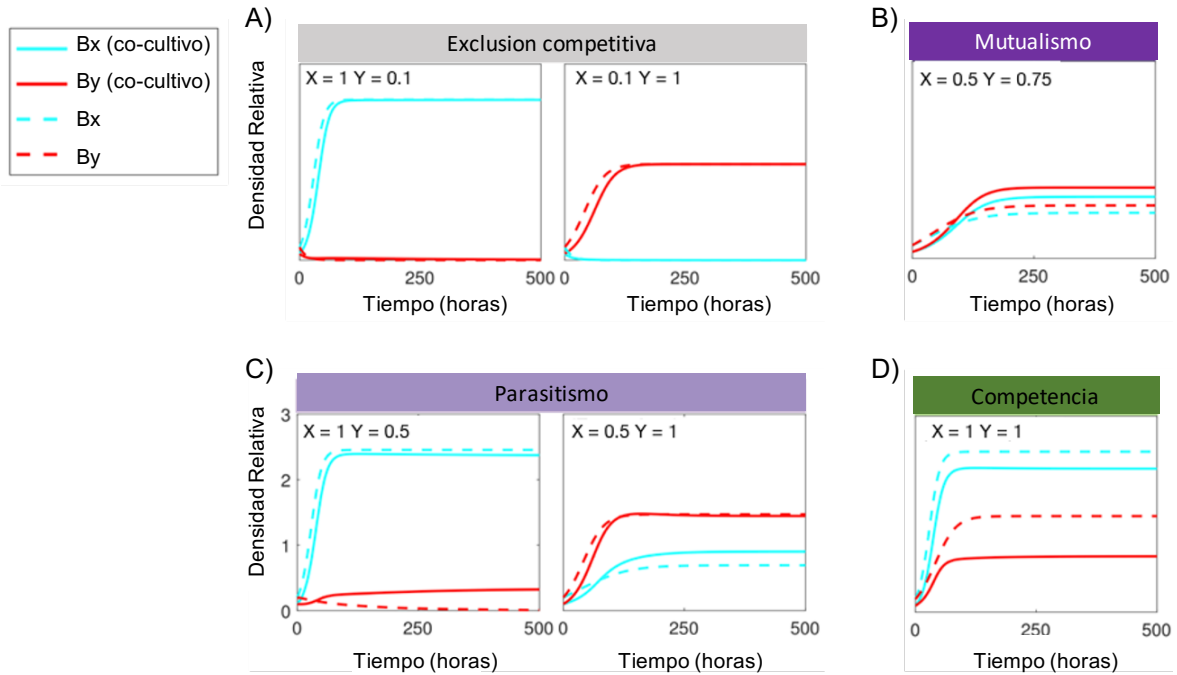 Bx (co-cultivo)
By (co-cultivo)
Bx
By
A)
Exclusion competitiva
X = 1 Y = 0.1
X = 0.1 Y = 1
Densidad Relativa
0
250
500
0
250
500
Tiempo (horas)
Tiempo (horas)
B)
Mutualismo
X = 0.5 Y = 0.75
0
250
500
Tiempo (horas)
C)
Parasitismo
X = 1 Y = 0.5
X = 0.5 Y = 1
Densidad Relativa
3
2
1
0
0
250
500
0
250
500
Tiempo (horas)
Tiempo (horas)
D)
Competencia
X = 1 Y = 1
0
250
500
Tiempo (horas)